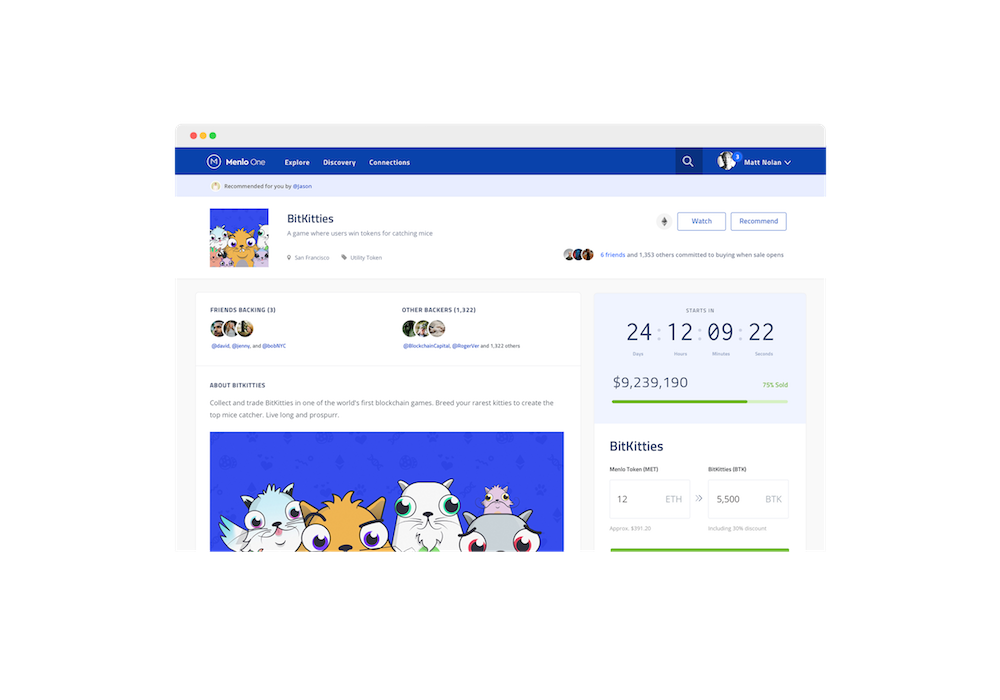 Menlo One
Explore
Discovery
Connections
3
Matt Nolan
Recommended for you by @Jason
BitKitties
A game where users win tokens for catching mice
San Francisco
Utility Token
Watch
Recommend
6 friends and 1,353 others committed to buying when sale opens
FRIENDS BACKING (3)
@david, @jenny, and @bobNYC
OTHER BACKERS (1,322)
@BlockchainCapital, @RogerVer and 1,322 others
ABOUT BITKITTIES
Collect and trade BitKitties in one of the world's first blockchain games. Breed your rarest kitties to create the
top mice catcher. Live long and prospurr.
STARTS IN
24 : 12 : 09 : 22
Days Hours Minutes Seconds
$9,239,190
75% Sold
BitKitties
Menlo Token (MET)
BitKitties (BTK)
12 ETH
5,500 BTK
Approx. $391.20
Including 30% discount